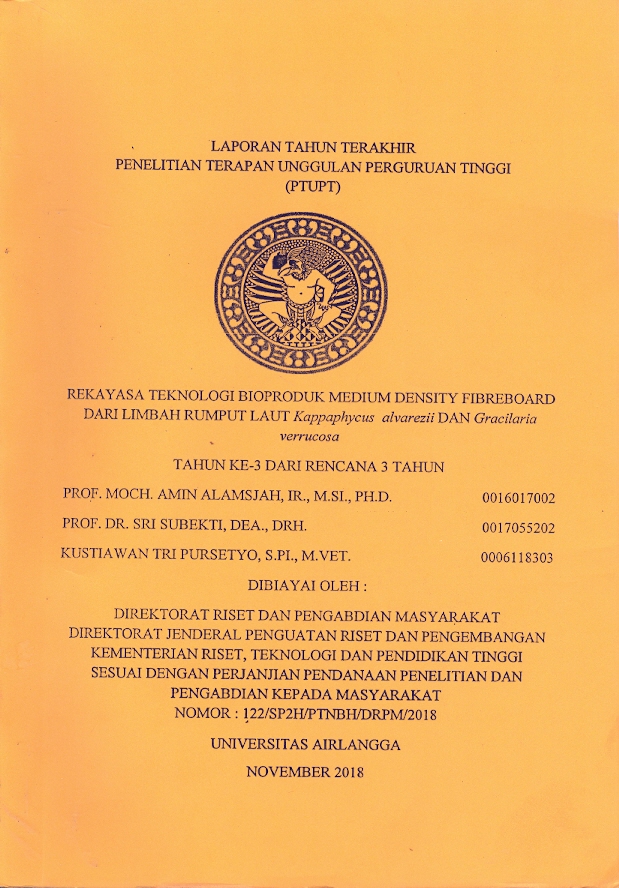 LAPORAN TAHUN TERAKHIR
PENELITIAN TERAPAN UNGGULAN PERGURUAN TINGGI
(PTUPT)
REKAYASA TEKNOLOGI BIOPRODUK MEDIUM DENSITY FIBREBOARD
DARI LIMBAH RUMPUT LAUT Kappaphycus alvarezii DAN Gracilaria
verrucosa
TAHUN KE-3 DARI RENCANA 3 TAHUN
PROF. MOCH. AMIN ALAMSJAH, IR., M.SI., PH.D. 0016017002
PROF. DR. SRI SUBEKTI, DEA., DRH. 0017055202
KUSTIAWAN TRI PURSETYO, S.PI., M.VET. 0006118303
DIBIAYAI OLEH :
DIREKTORAT RISET DAN PENGABDIAN MASYARAKAT
DIREKTORAT JENDERAL PENGUATAN RISET DAN PENGEMBANGAN
KEMENTERIAN RISET, TEKNOLOGI DAN PENDIDIKAN TINGGI
SESUAI DENGAN PERJANJIAN PENDANAAN PENELITIAN DAN
PENGABDIAN KEPADA MASYARAKAT
NOMOR : 122/SP2H/PTNBH/DRPM/2018
UNIVERSITAS AIRLANGGA
NOVEMBER 2018